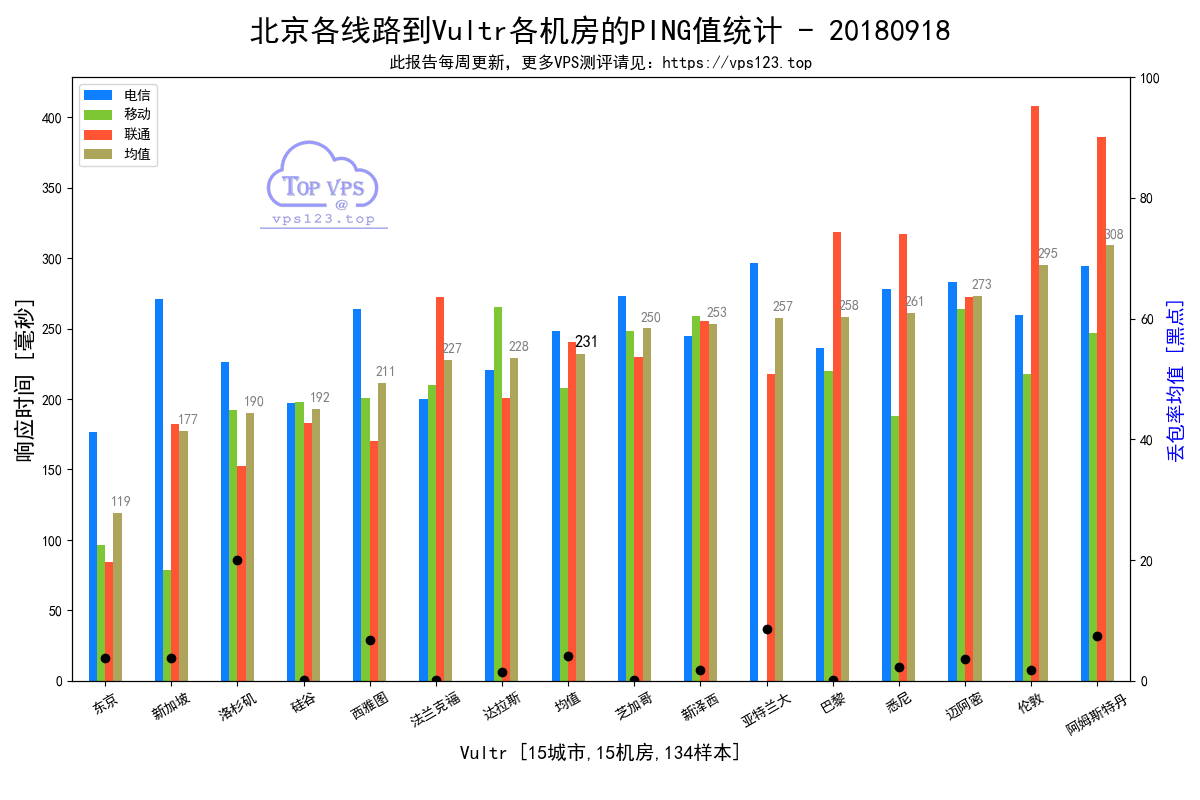 北京各线路到Vultr各机房的PING值统计 - 20180918
此报告每周更新，更多VPS测评请见：https://vps123.top
电信
移动
联通
均值
TOP VPS
@
vps123.top
响应时间 [毫秒]
400
350
300
250
200
150
100
50
0
119
177
190
192
211
227
228
231
250
253
257
258
261
273
295
308
100
80
60
40
20
0
丢包率均值 [黑点]
东京
新加坡
洛杉矶
硅谷
西雅图
法兰克福
达拉斯
均值
芝加哥
新泽西
亚特兰大
巴黎
悉尼
迈阿密
伦敦
阿姆斯特丹
Vultr [15城市,15机房,134样本]